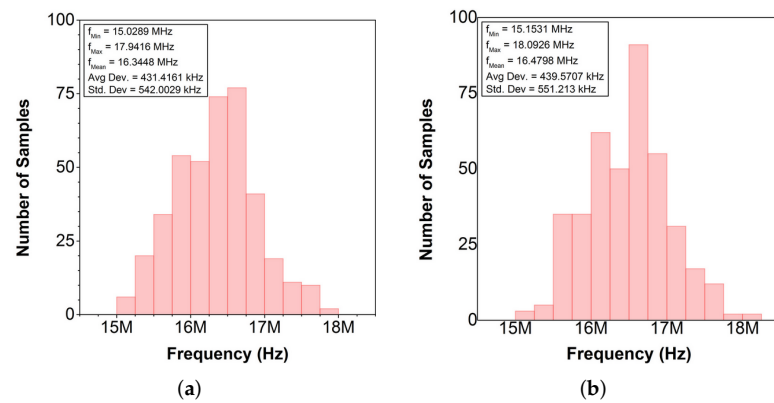 f_Min = 15.0289 MHz
f_Max = 17.9416 MHz
f_Mean = 16.3448 MHz
Avg Dev. = 431.4161 kHz
Std. Dev = 542.0029 kHz
100
75
50
25
0
Number of Samples
15M 16M 17M 18M
Frequency (Hz)
(a)
f_Min = 15.1531 MHz
f_Max = 18.0926 MHz
f_Mean = 16.4798 MHz
Avg Dev. = 439.5707 kHz
Std. Dev = 551.213 kHz
100
75
50
25
0
Number of Samples
15M 16M 17M 18M
Frequency (Hz)
(b)